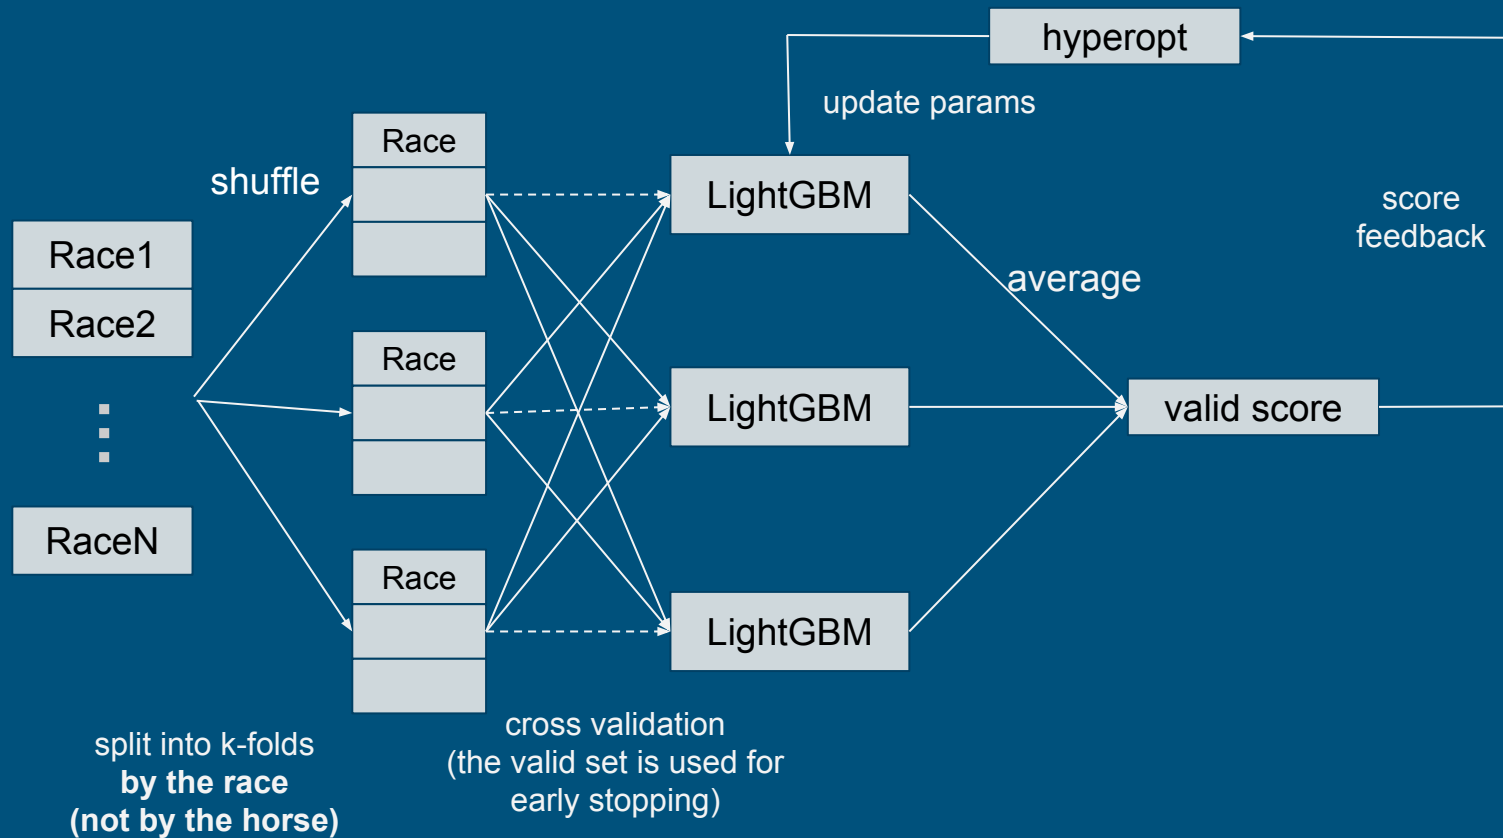 hyperopt
update params
Race
shuffle
LightGBM
score
feedback
Race1
Race2
average
Race
LightGBM
valid score
RaceN
Race
LightGBM
split into k-folds
by the race
(not by the horse)
cross validation
(the valid set is used for
early stopping)